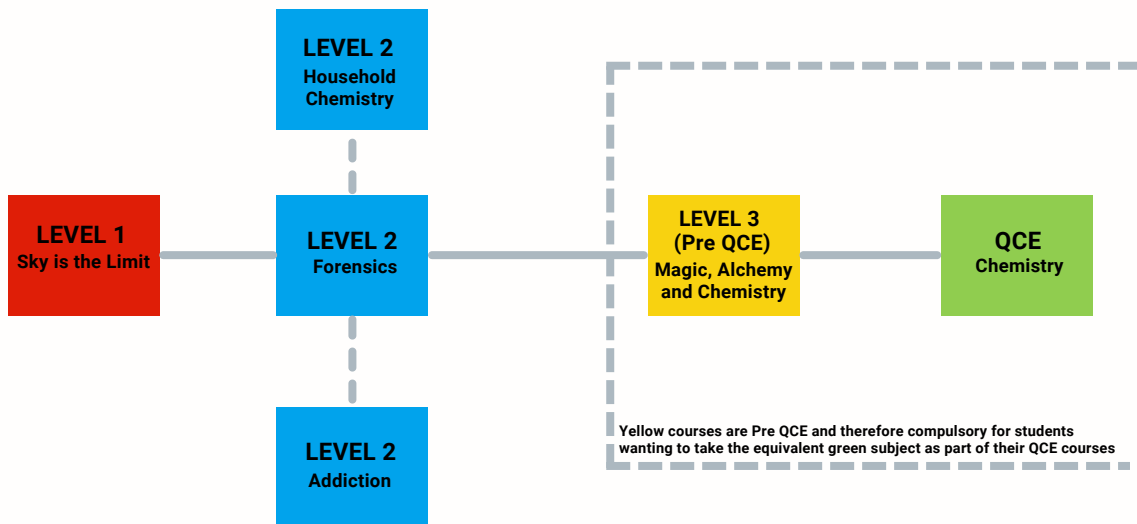 LEVEL 2
Household
Chemistry
LEVEL 1
Sky is the Limit
LEVEL 2
Forensics
LEVEL 3
(Pre QCE)
Magic, Alchemy
and Chemistry
QCE
Chemistry
LEVEL 2
Addiction
Yellow courses are Pre QCE and therefore compulsory for students
wanting to take the equivalent green subject as part of their QCE courses